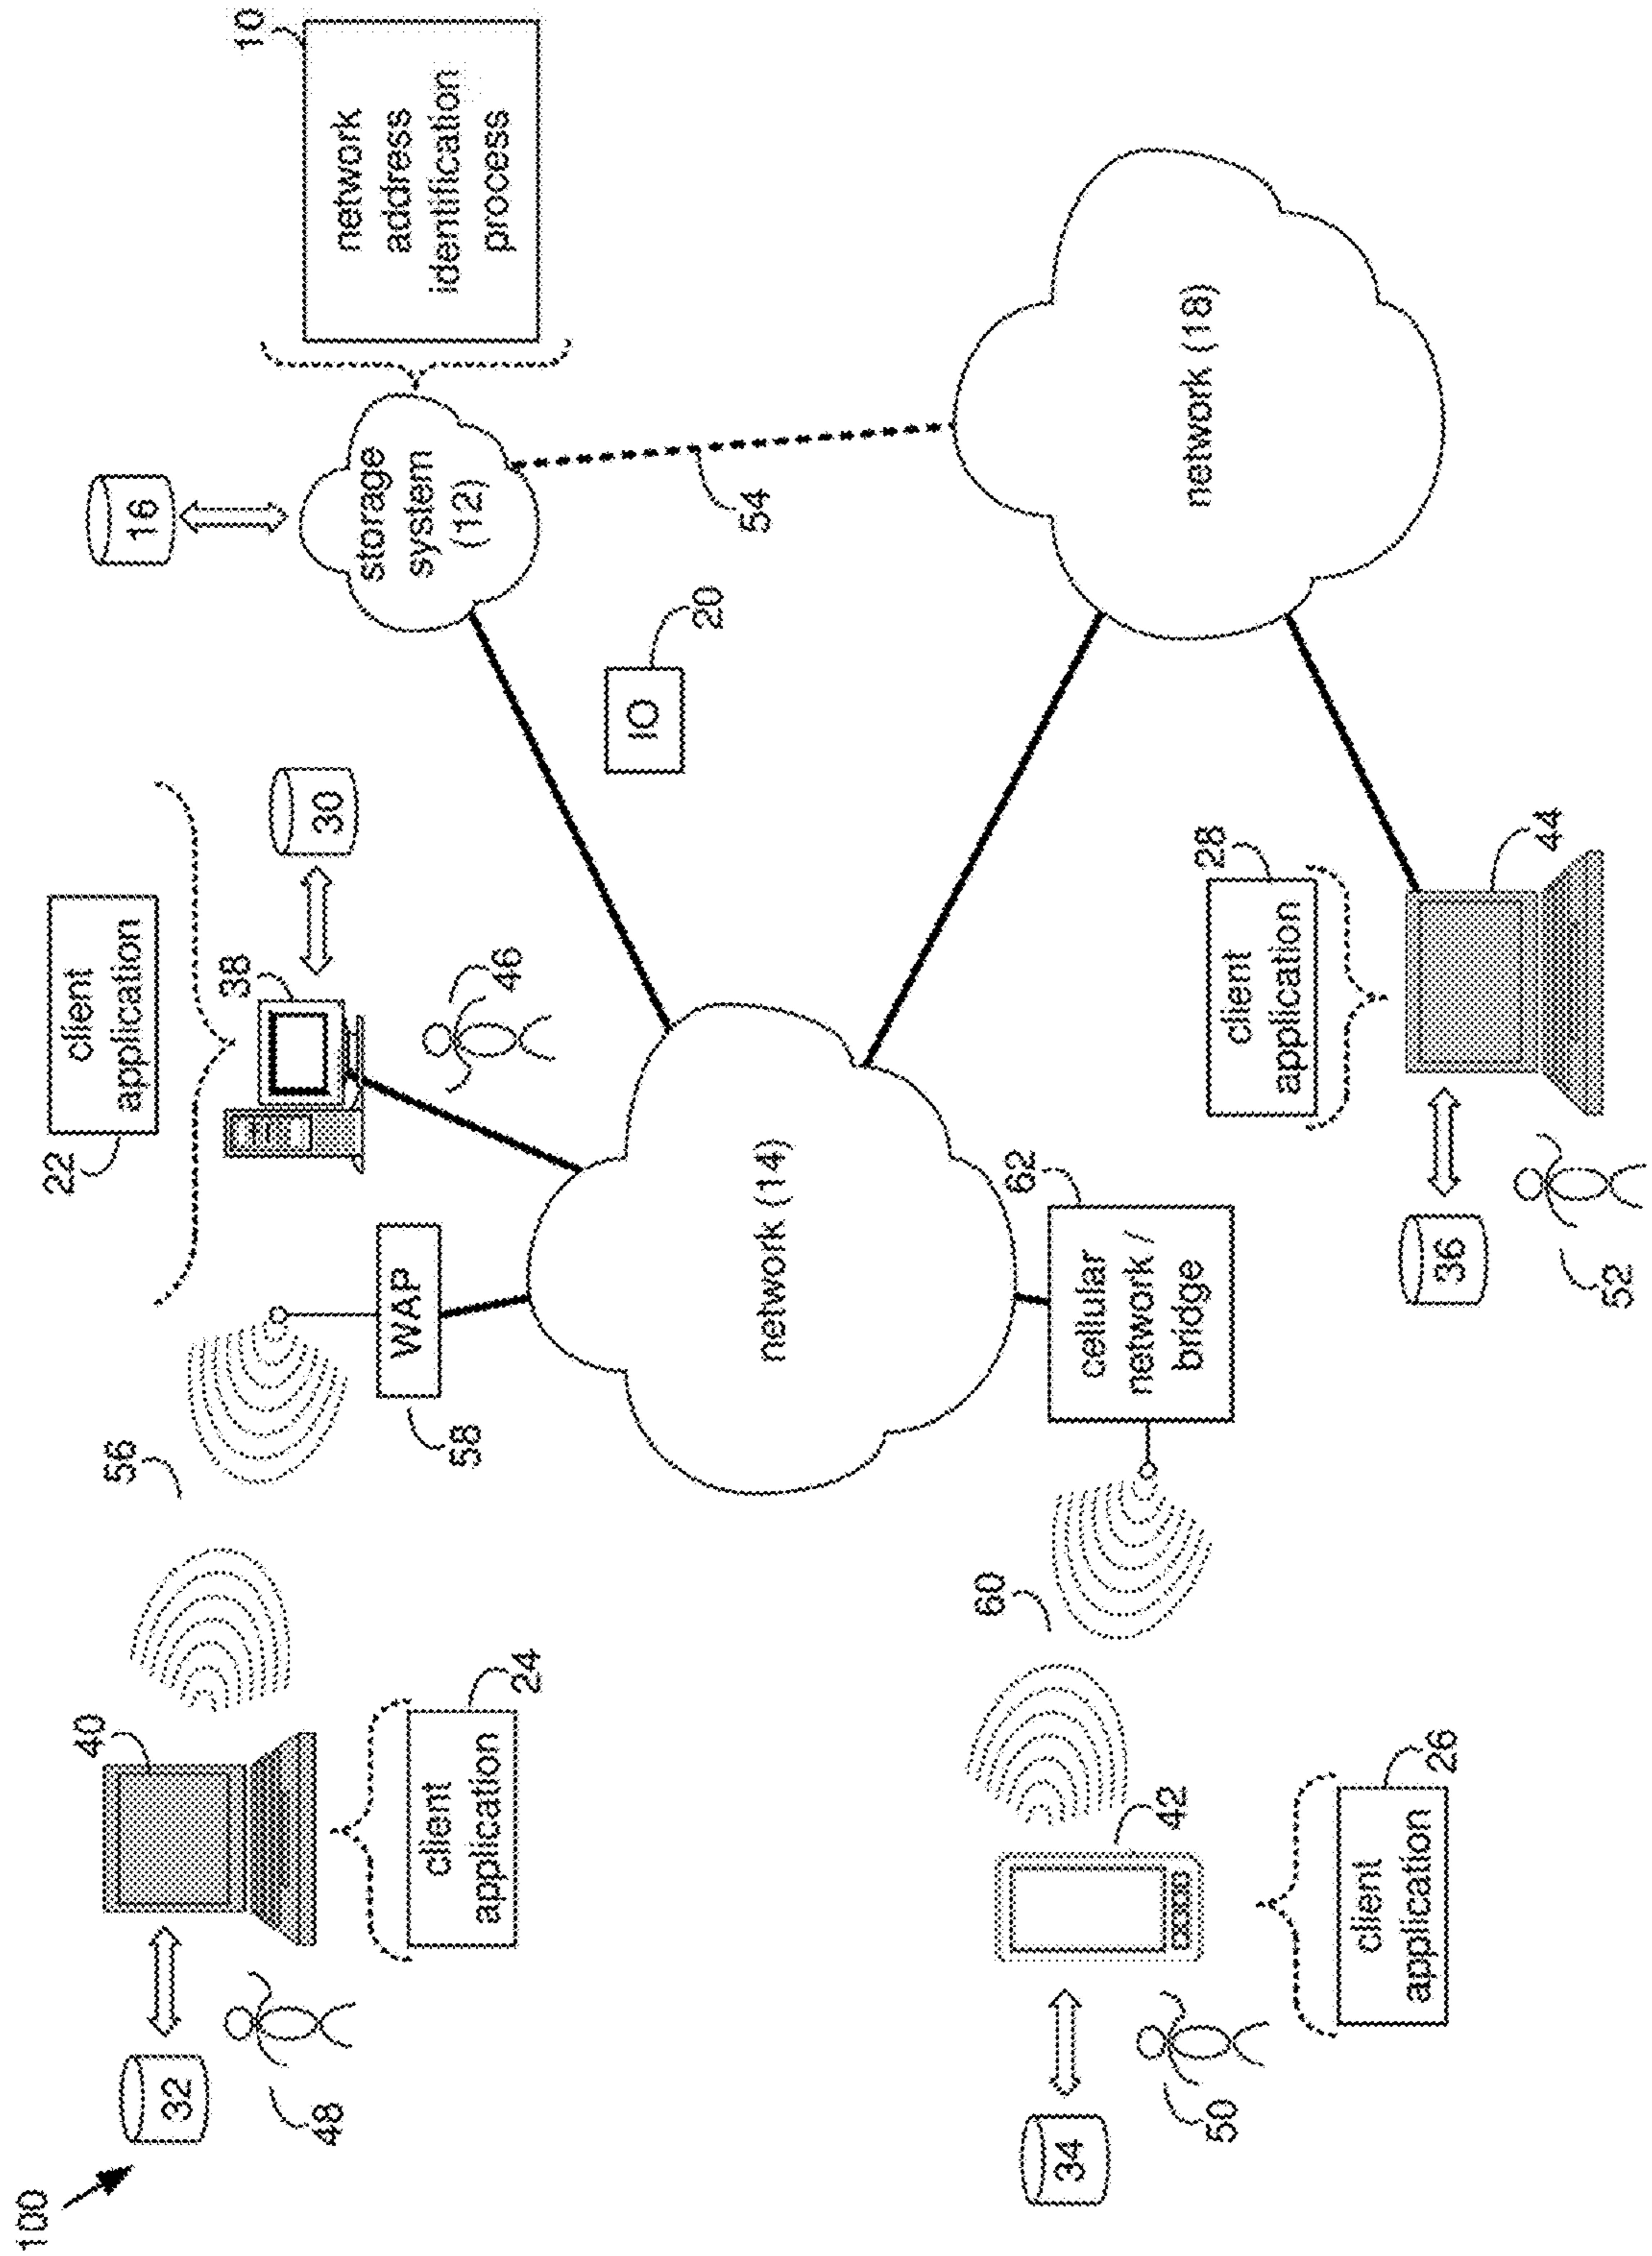 100
32
48
40
client
application
24
56
WAP
58
client
application
22
38
30
46
16
storage
system
(12)
network
address
identification
process
10
IO
20
54
network (14)
network (18)
34
50
42
client
application
26
60
cellular
network /
bridge
62
36
52
client
application
28
44